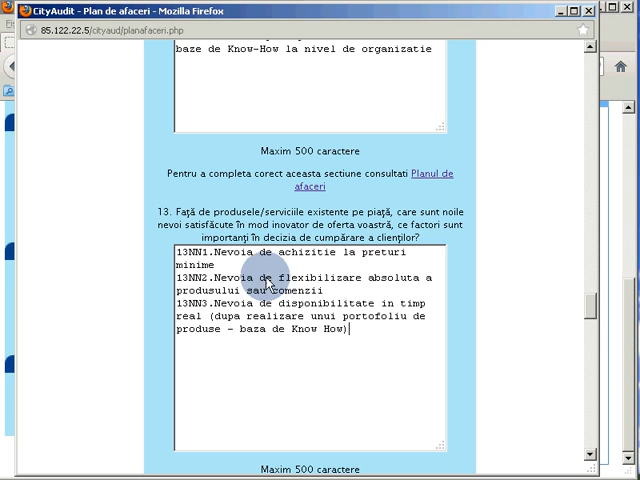 CityAudit - Plan de afaceri - Mozilla Firefox
85.122.22.5/cityaud/planafaceri.php
baze de Know-How la nivel de organizatie
Maxim 500 caractere
Pentru a completa corect aceasta sectiune consultati Planul de
afaceri
13. Faţă de produsele/serviciile existente pe piaţă, care sunt noile
nevoi satisfăcute în mod inovator de oferta voastră, ce factori sunt
importanţi în decizia de cumpărare a clienţilor?
13NN1.Nevoia de achizitie la preturi
minime
13NN2.Nevoia de flexibilizare absoluta a
produsului sau comenzii
13NN3.Nevoia de disponibilitate in timp
real (dupa realizare unui portofoliu de
produse - baza de Know How)
Maxim 500 caractere